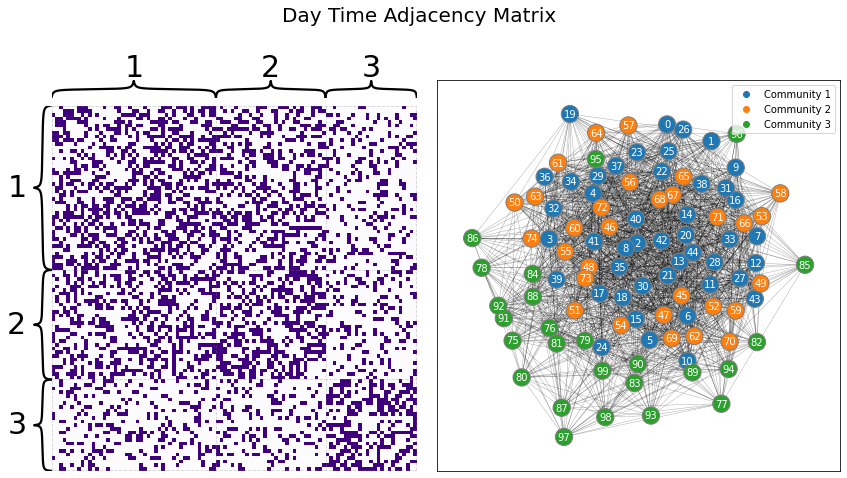 Day Time Adjacency Matrix
1 2 3
1
2
3
Community 1
Community 2
Community 3
19 57 0 26 64 1
23 25 95 37 61 22 9
36 29 34 56 65 38 31
63 4 68 67 58 50 32 72 16
40 14 71 53 66
60 46 74 3 41 8 2 42 20 33 7
86 55 13 44 28 12 85
78 84 48 35 21 39 73 27 11 49
88 17 18 30 45 43
92 91 51 47 6 52 59
76 54 15
75 81 79 24 5 69 62 70 82
80 99 90 10 89 94
83
87 98 93 77
97